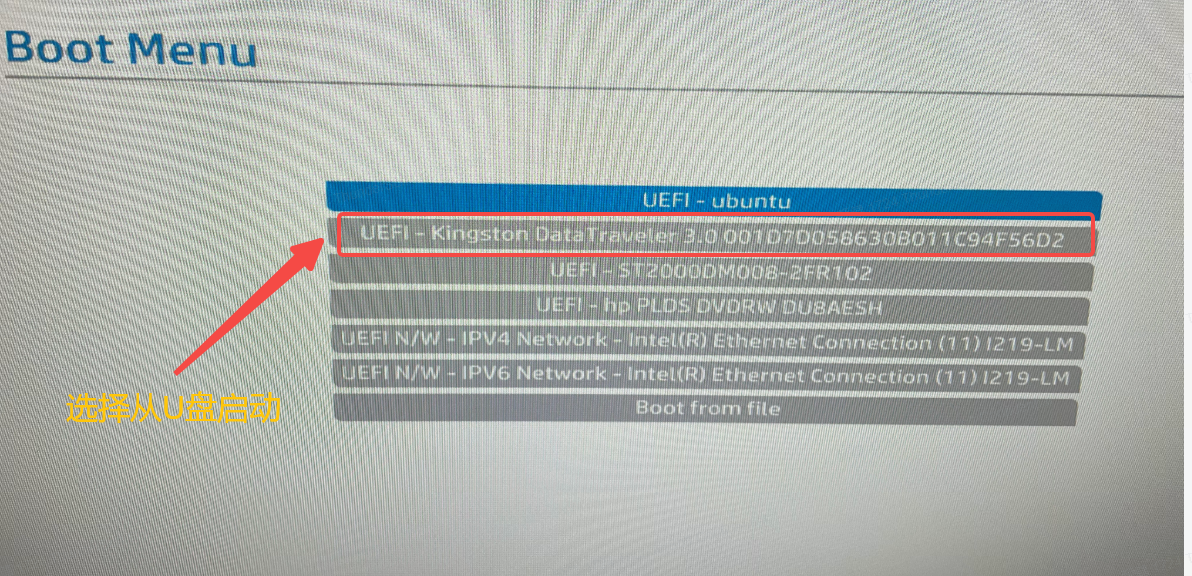 Boot Menu
UEFI - ubuntu
UEFI - Kingston DataTraveler 3.0 001D7D058630B011C94F56D2
UEFI - ST2000DM008-2FR102
UEFI - hp PLDS DVDRW DU8AESH
UEFI N/W - IPV4 Network - Intel(R) Ethernet Connection (11) I219-LM
UEFI N/W - IPV6 Network - Intel(R) Ethernet Connection (11) I219-LM
选择从U盘启动
Boot from file